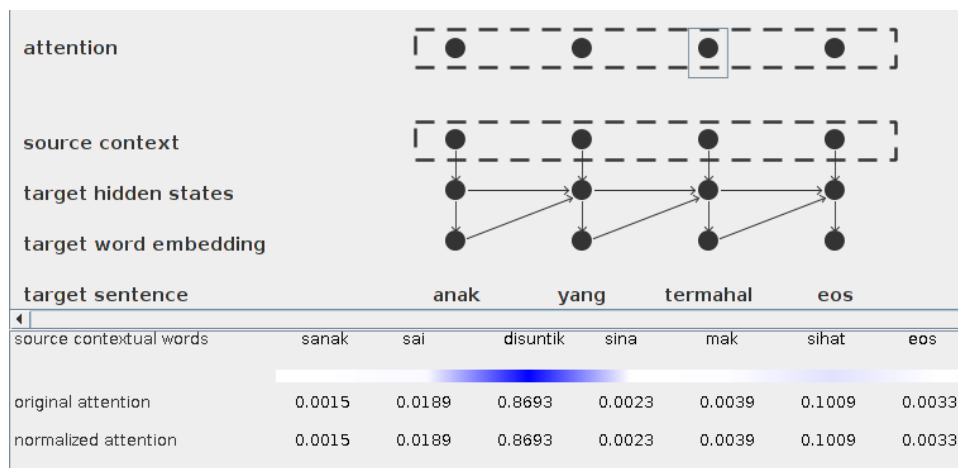 attention
source context
target hidden states
target word embedding
target sentence anak yang termahal eos
source contextual words sanak sai disuntik sina mak sihat eos
original attention 0.0015 0.0189 0.8693 0.0023 0.0039 0.1009 0.0033
normalized attention 0.0015 0.0189 0.8693 0.0023 0.0039 0.1009 0.0033